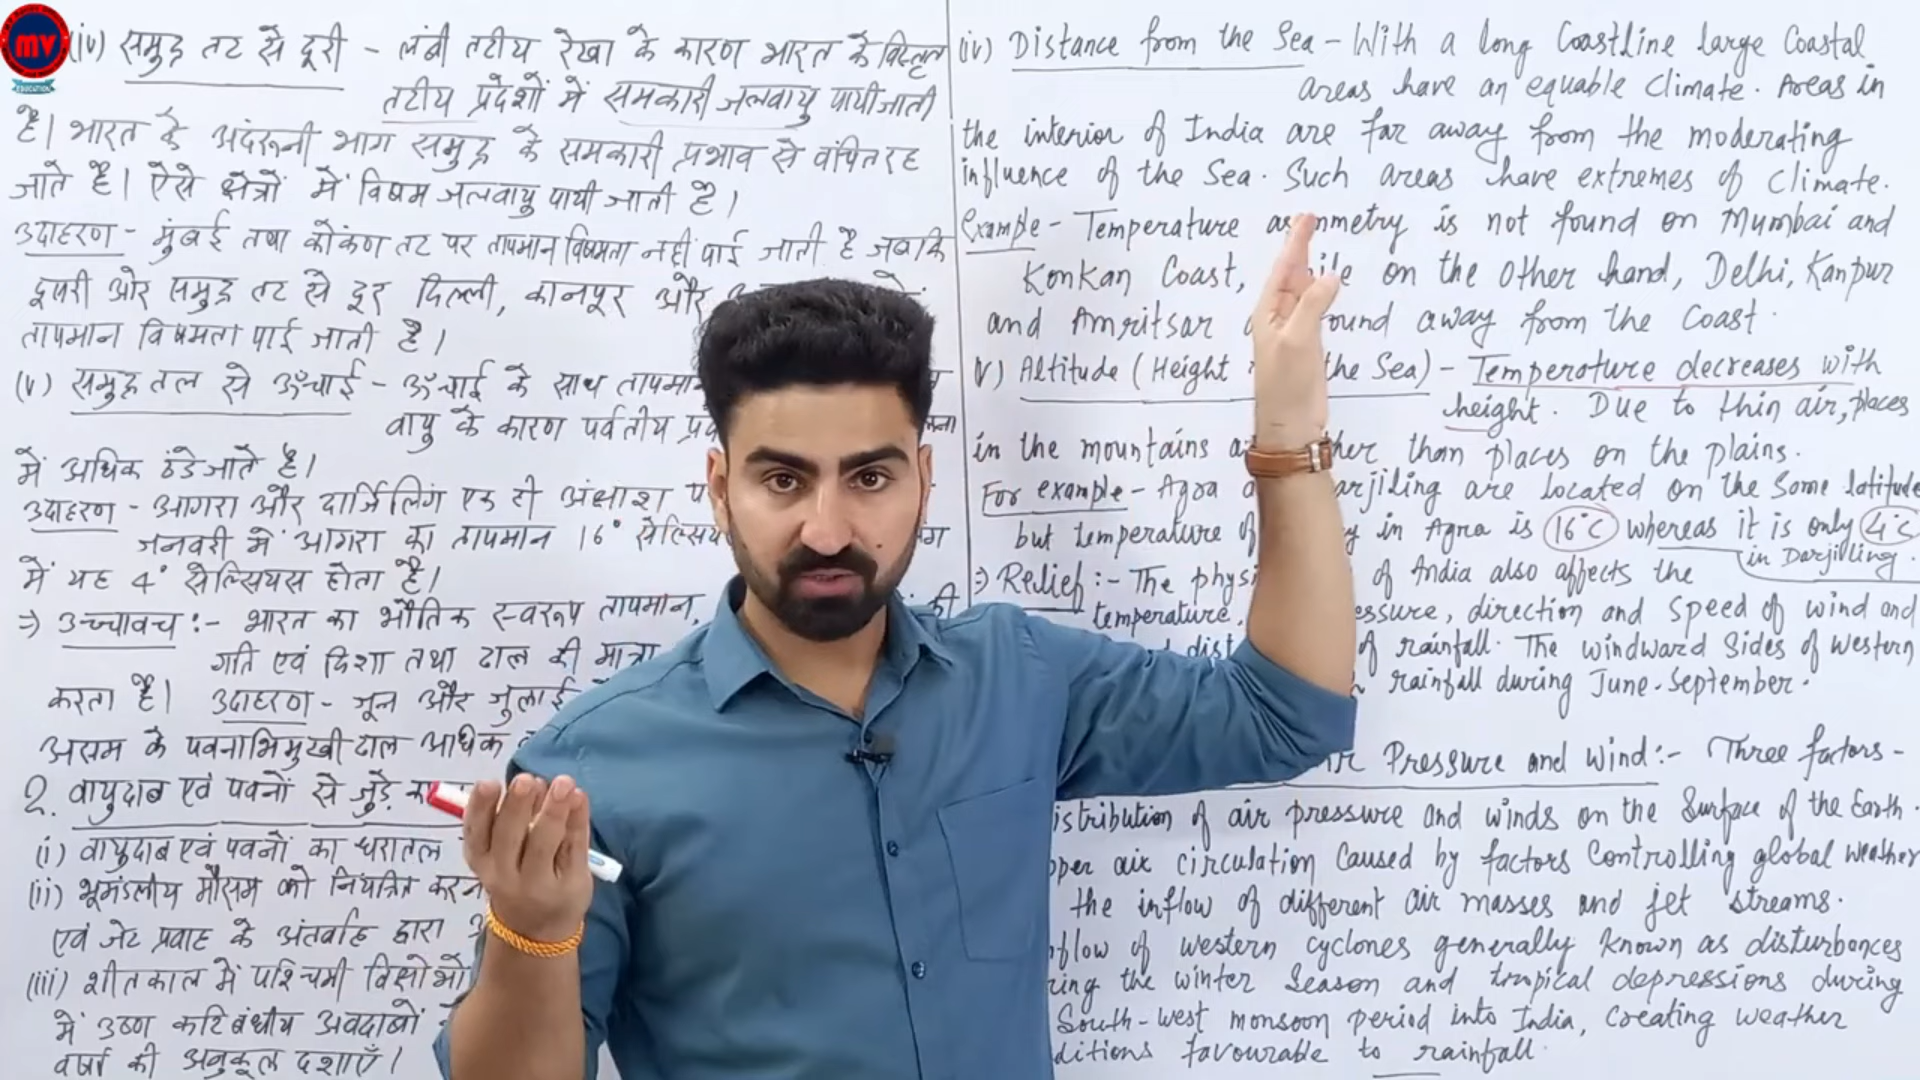 MV
EDUCATION
(iv) समुद्र तट से दूरी - लंबी तटीय रेखा के कारण भारत के विस्तृत
तटीय प्रदेशों में समकारी जलवायु पायी जाती
है। भारत के अंदरूनी भाग समुद्र के समकारी प्रभाव से वंचित रह
जाते है। ऐसे क्षेत्रों में विषम जलवायु पायी जाती है।
उदाहरण - मुंबई तथा कोंकण तट पर तापमान विषमता नहीं पाई जाती है जबकि
दूसरी ओर समुद्र तट से दूर दिल्ली, कानपुर और
तापमान विषमता पाई जाती है।
(v) समुद्र तल से ऊँचाई - ऊँचाई के साथ
वायु के कारण पर्वतीय
में अधिक ठंडे जाते है।
उदाहरण - आगरा और दार्जिलिंग एक ही अंक्षाश
जनवरी में आगरा का तापमान 16°
में यह 4° सेल्सियस होता है।
⇒ उच्चावच :- भारत का भौतिक स्वरूप तापमान, की
गति एवं दिशा तथा ढाल की मात्रा
करता है। उदाहरण - जून और जुलाई
असम के पवनाभिमुखी ढाल अधिक
2. वायुदाब एवं पवनों से जुड़े
(i) वायुदाब एवं पवनों का धरातल
(ii) भूमंडलीय मौसम को नियंत्रित
एवं जेट प्रवाह के अंतर्वाह द्वारा
(iii) शीतकाल में पश्चिमी
में उष्ण कटिबंधीय अवदाबों
वर्षा की अनुकूल दशाएँ।
iv) Distance from the Sea - With a long Coastline large Coastal
areas have an equable climate. Areas in
the interior of India are far away from the moderating
influence of the Sea. Such areas have extremes of climate.
Example - Temperature is not found on Mumbai and
Konkan Coast, on the other hand, Delhi, Kanpur
and Amritsar away from the Coast.
V) Altitude (Height the Sea) - Temperature decreases with
height. Due to thin air, places
in the mountains than places on the plains.
For example - Agra are located on the Same latitude
but temperature of in Agra is 16°C whereas it is only 4°C
in Darjilling.
⇒ Relief :- The of India also affects the
temperature, direction and Speed of wind and
of rainfall. The windward Sides of western
rainfall during June-September.
Pressure and Wind :- Three factors -
of air pressure and winds on the Surface of the Earth.
air circulation Caused by factors Controlling global weather
the inflow of different air masses and jet streams.
of western cyclones generally known as disturbances
the winter Season and tropical depressions during
South-west monsoon period into India, Creating weather
favourable to rainfall.